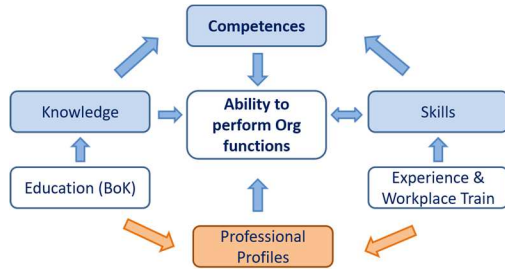 Competences
Knowledge
Ability to
perform Org
functions
Skills
Education (BoK)
Experience &
Workplace Train
Professional
Profiles